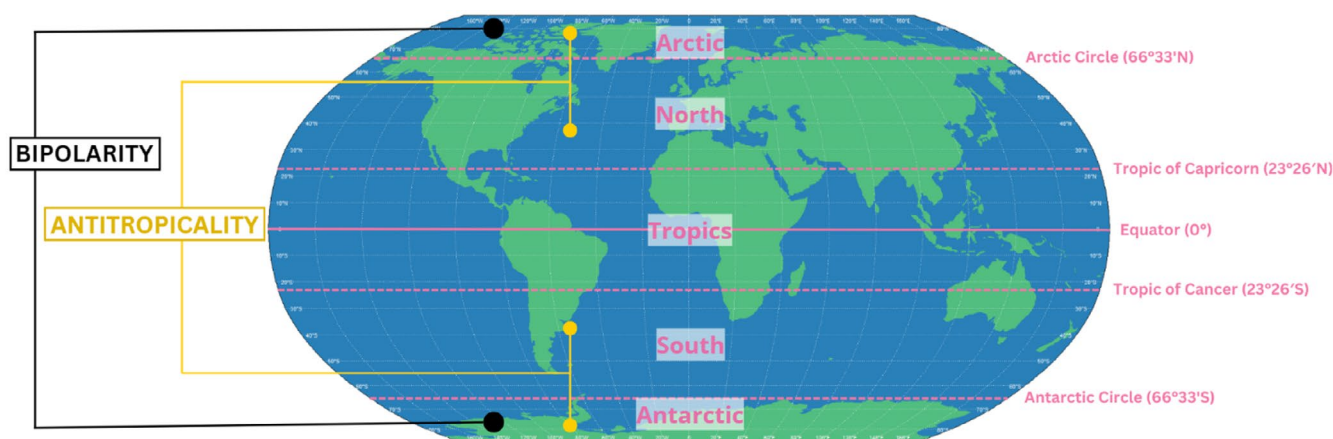 Arctic
Arctic Circle (66°33'N)
North
BIPOLARITY
Tropic of Capricorn (23°26′N)
ANTITROPICALITY
Tropics
Equator (0°)
Tropic of Cancer (23°26′S)
South
Antarctic Circle (66°33'S)
Antarctic